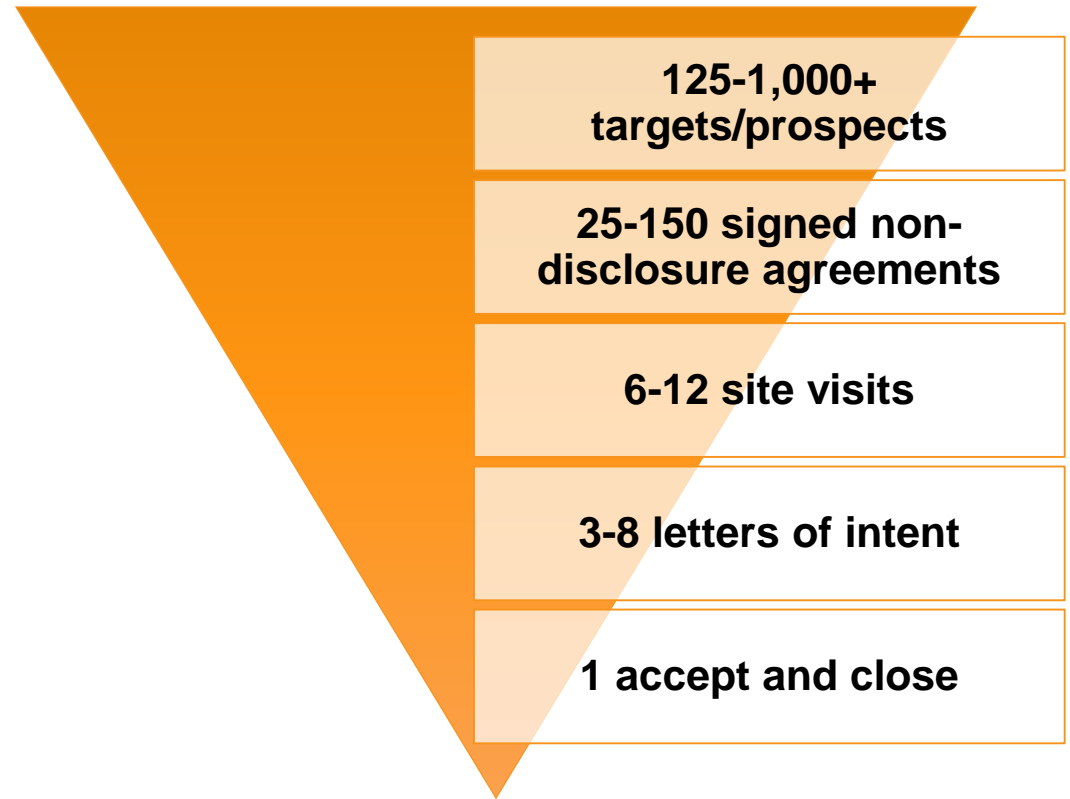 125-1,000+
targets/prospects
25-150 signed non-
disclosure agreements
6-12 site visits
3-8 letters of intent
1 accept and close